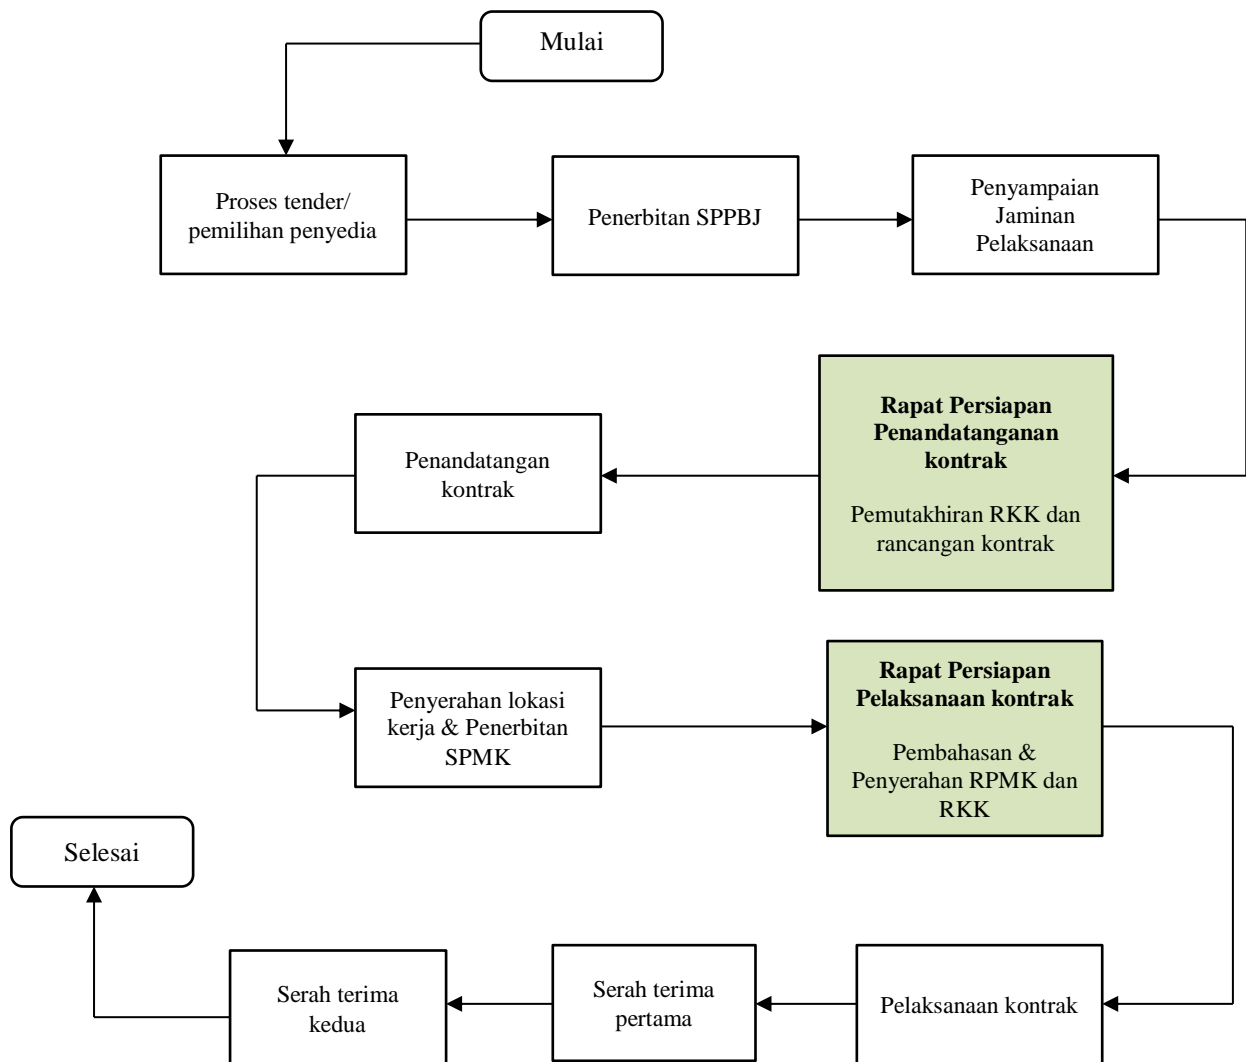 Mulai
Proses tender/
pemilihan penyedia
Penerbitan SPPBJ
Penyampaian
Jaminan
Pelaksanaan
Rapat Persiapan
Penandatanganan
kontrak
Pemutakhiran RKK dan
rancangan kontrak
Penandatangan
kontrak
Penyerahan lokasi
kerja & Penerbitan
SPMK
Rapat Persiapan
Pelaksanaan kontrak
Pembahasan &
Penyerahan RPMK dan
RKK
Pelaksanaan kontrak
Serah terima
pertama
Serah terima
kedua
Selesai